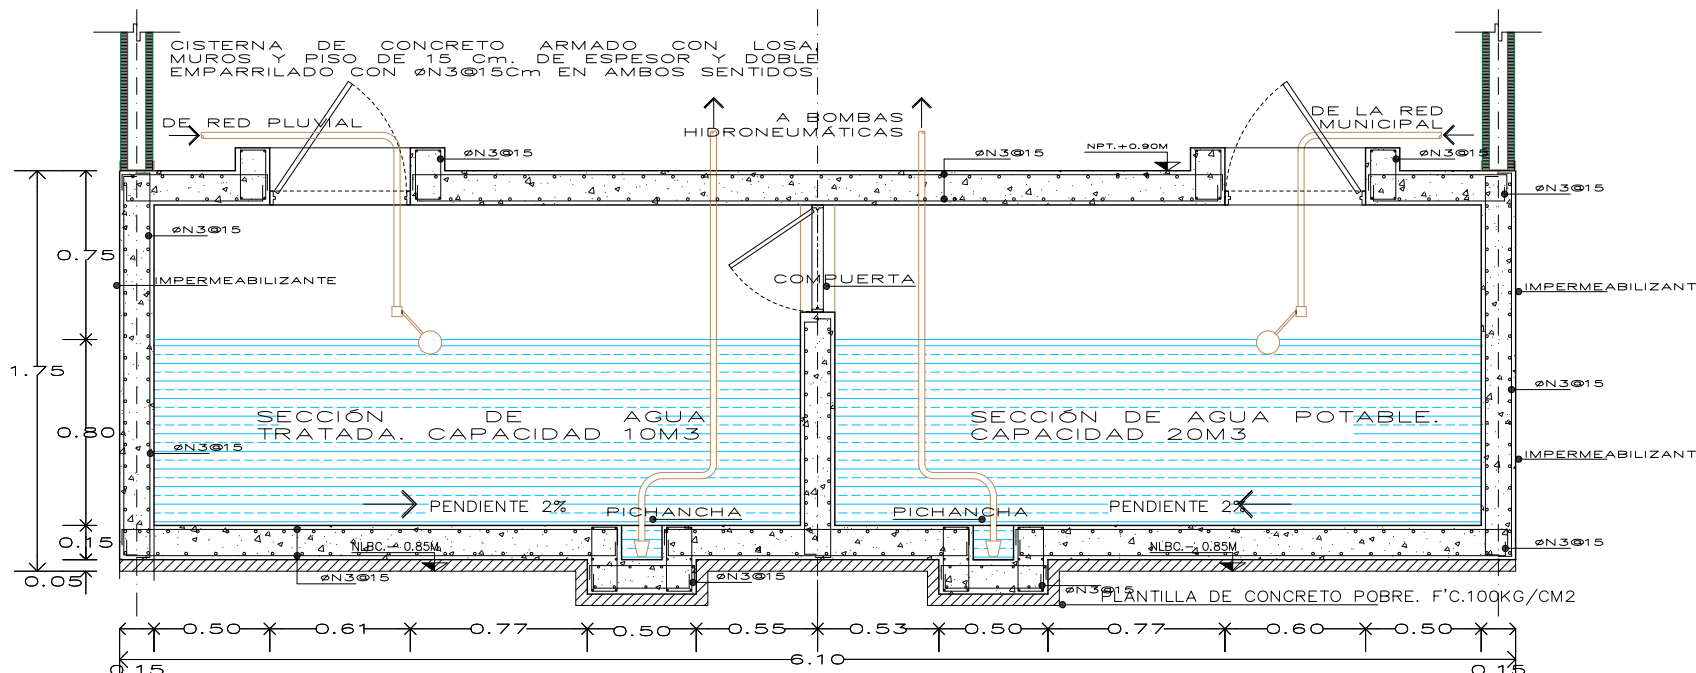 CISTERNA DE CONCRETO ARMADO CON LOSA,
MUROS Y PISO DE 15 Cm. DE ESPESOR Y DOBLE
EMPARRILADO CON øN3@15Cm EN AMBOS SENTIDOS
DE RED PLUVIAL
A BOMBAS
HIDRONEUMÁTICAS
DE LA RED
MUNICIPAL
øN3@15
øN3@15
NPT.+0.90M
øN3@15
øN3@15
øN3@15
0.75
COMPUERTA
IMPERMEABILIZANTE
IMPERMEABILIZANT
1.75
øN3@15
SECCIÓN DE AGUA
TRATADA. CAPACIDAD 10M3
SECCIÓN DE AGUA POTABLE.
CAPACIDAD 20M3
0.80
øN3@15
IMPERMEABILIZANT
PENDIENTE 2%
PICHANCHA
PICHANCHA
PENDIENTE 2%
0.15
NLBC.- 0.85M
NLBC.- 0.85M
øN3@15
0.05
øN3@15
øN3@15
øN3@15
PLANTILLA DE CONCRETO POBRE. F'C.100KG/CM2
0.50
0.61
0.77
0.50
0.55
0.53
0.50
0.77
0.60
0.50
6.10
0.15
0.15